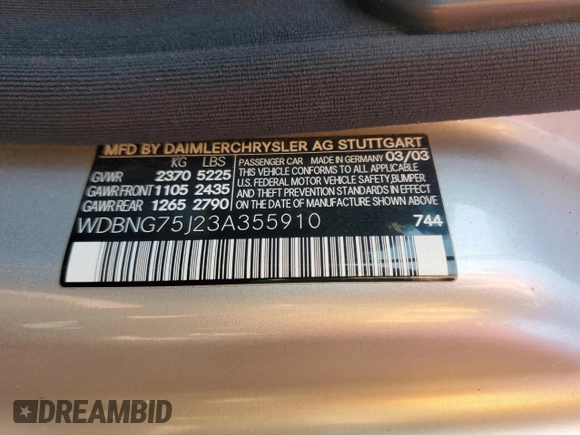 MFD BY DAIMLERCHRYSLER AG STUTTGART
KG LBS
GVWR 2370 5225
GAWR FRONT 1105 2435
GAWR REAR 1265 2790
PASSENGER CAR MADE IN GERMANY 03/03
THIS VEHICLE CONFORMS TO ALL APPLICABLE
U.S. FEDERAL MOTOR VEHICLE SAFETY, BUMPER,
AND THEFT PREVENTION STANDARDS IN EFFECT
ON THE DATE OF MANUFACTURE SHOWN ABOVE.
WDBNG75J23A355910 744
DREAMBID